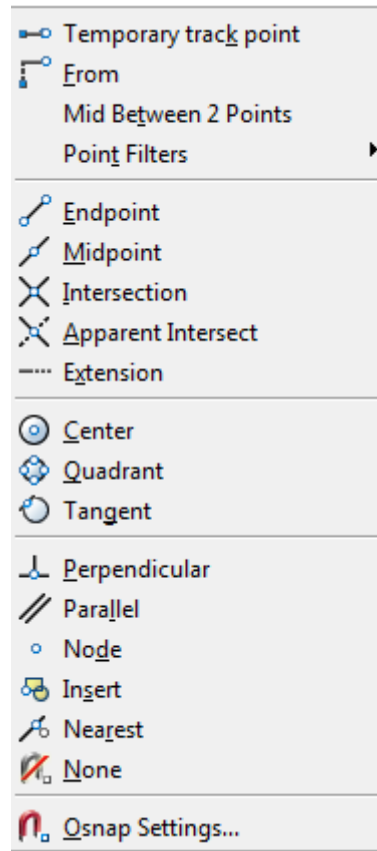 Temporary track point
From
Mid Between 2 Points
Point Filters
Endpoint
Midpoint
Intersection
Apparent Intersect
Extension
Center
Quadrant
Tangent
Perpendicular
Parallel
Node
Insert
Nearest
None
Osnap Settings...